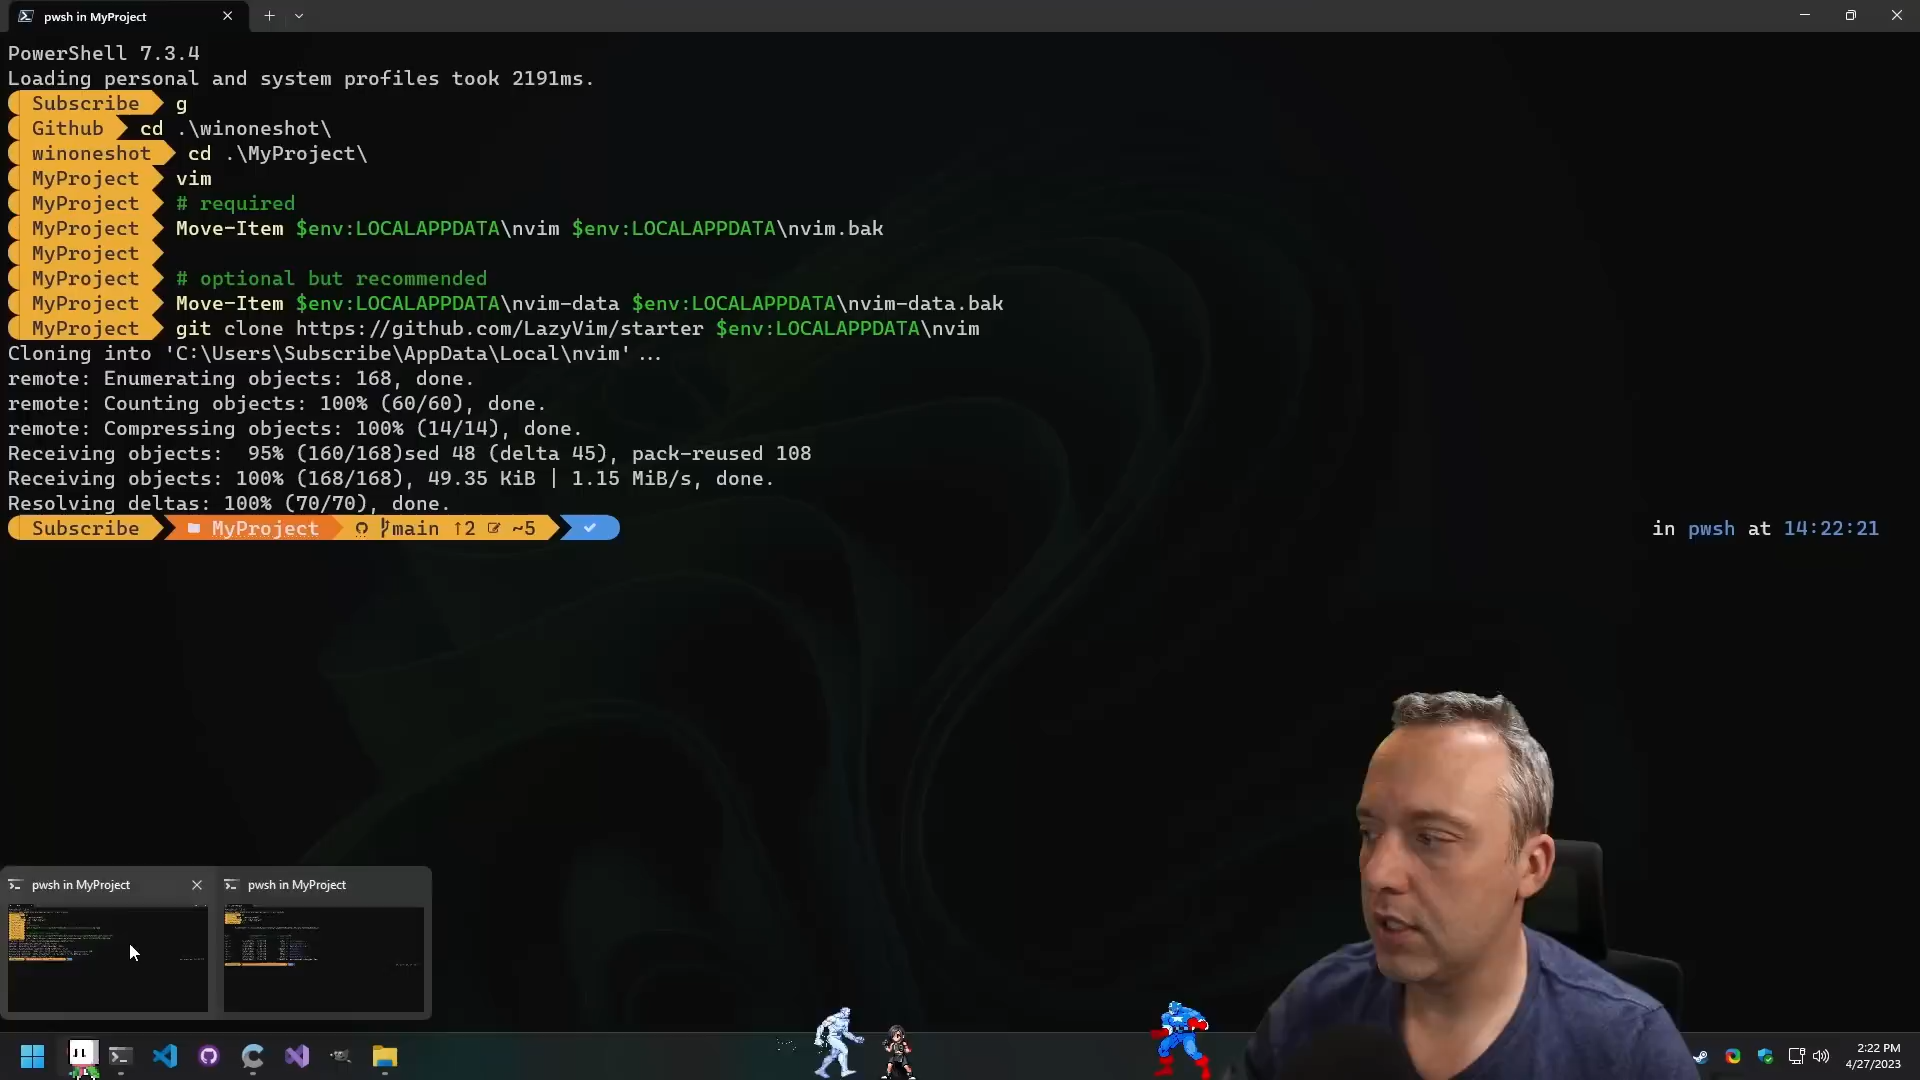 pwsh in MyProject
PowerShell 7.3.4
Loading personal and system profiles took 2191ms.
Subscribe g
Github cd .\winoneshot\
winoneshot cd .\MyProject\
MyProject vim
MyProject # required
MyProject Move-Item $env:LOCALAPPDATA\nvim $env:LOCALAPPDATA\nvim.bak
MyProject
MyProject # optional but recommended
MyProject Move-Item $env:LOCALAPPDATA\nvim-data $env:LOCALAPPDATA\nvim-data.bak
MyProject git clone https://github.com/LazyVim/starter $env:LOCALAPPDATA\nvim
Cloning into 'C:\Users\Subscribe\AppData\Local\nvim'...
remote: Enumerating objects: 168, done.
remote: Counting objects: 100% (60/60), done.
remote: Compressing objects: 100% (14/14), done.
Receiving objects:  95% (160/168)sed 48 (delta 45), pack-reused 108
Receiving objects: 100% (168/168), 49.35 KiB | 1.15 MiB/s, done.
Resolving deltas: 100% (70/70), done.
Subscribe MyProject main ↑2 ~5 in pwsh at 14:22:21
pwsh in MyProject pwsh in MyProject
2:22 PM
4/27/2023